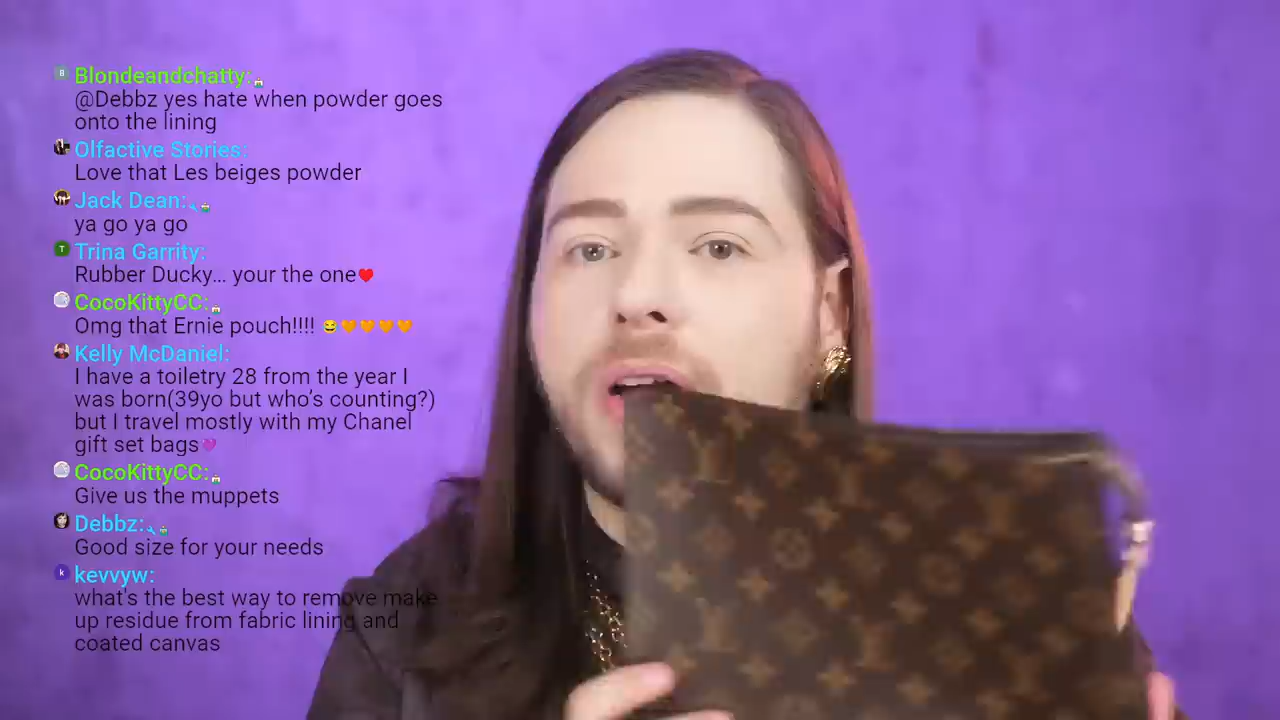 Blondeandchatty:
@Debbz yes hate when powder goes
onto the lining
Olfactive Stories:
Love that Les beiges powder
Jack Dean:
ya go ya go
Trina Garrity:
Rubber Ducky... your the one❤️
CocoKittyCC:
Omg that Ernie pouch!!!! 😂🧡🧡🧡🧡
Kelly McDaniel:
I have a toiletry 28 from the year I
was born(39yo but who's counting?)
but I travel mostly with my Chanel
gift set bags💜
CocoKittyCC:
Give us the muppets
Debbz:
Good size for your needs
kevvyw:
what's the best way to remove make
up residue from fabric lining and
coated canvas